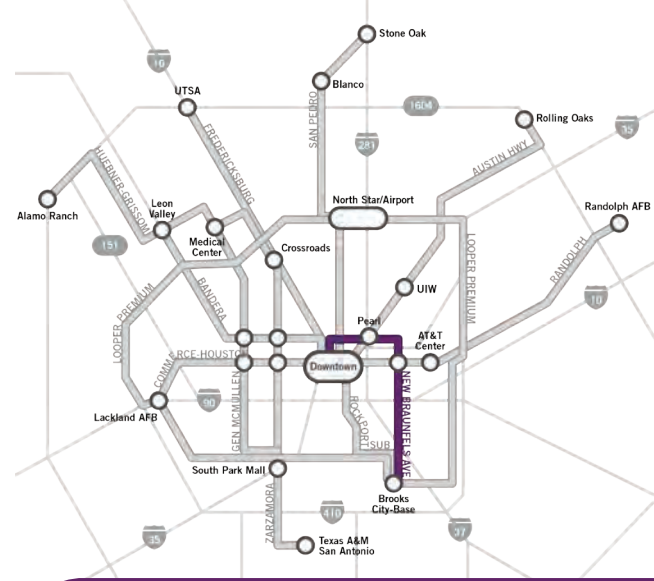 Stone Oak
10
Blanco
UTSA
1604
Rolling Oaks
SAN PEDRO
FREDERICKSBURG
281
35
AUSTIN HWY
HUEBNER-GRISSOM
Leon
Valley
North Star/Airport
Randolph AFB
Alamo Ranch
Medical
Center
151
Crossroads
LOOPER PREMIUM
RANDOLPH
UIW
10
BANDERA
LOOPER PREMIUM
Pearl
AT&T
Center
COMMERCE-HOUSTON
Downtown
GEN MCMULLEN
90
ROCKPORT
SUB
NEW BRAUNFELS AVE
Lackland AFB
South Park Mall
Brooks
City-Base
ZARZAMORA
410
37
35
Texas A&M
San Antonio